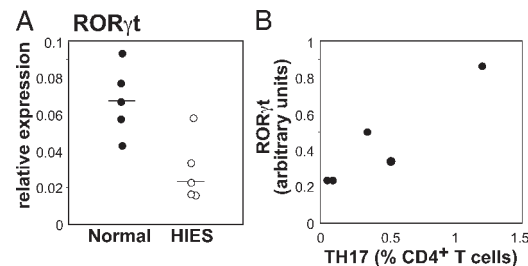 A
RORγt
relative expression
0.1
0.08
0.06
0.04
0.02
0
Normal HIES
B
RORγt
(arbitrary units)
1
0.8
0.6
0.4
0.2
0
0 0.5 1 1.5
TH17 (% CD4+ T cells)